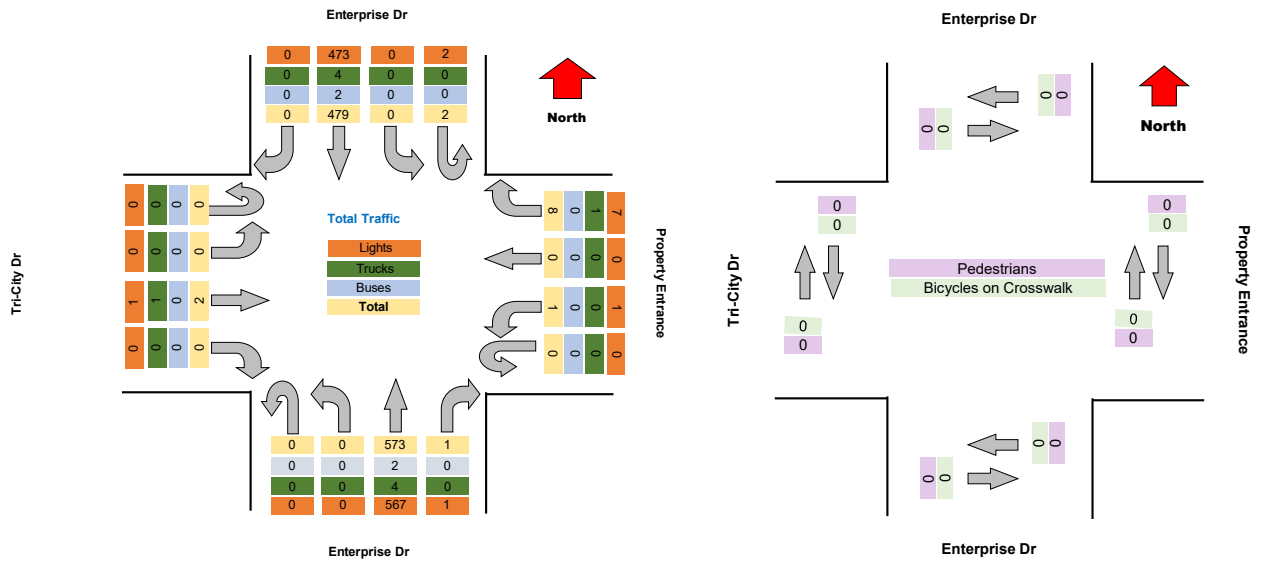 Enterprise Dr
0 473 0 2
0 4 0 0
0 2 0 0
0 479 0 2
North
Tri-City Dr
0 0 0 0
0 0 0 0
1 1 0 2
0 0 0 0
Total Traffic
Lights
Trucks
Buses
Total
8 0 1 7
0 0 0 0
1 0 0 1
0 0 0 0
Property Entrance
0 0 573 1
0 0 2 0
0 0 4 0
0 0 567 1
Enterprise Dr
Enterprise Dr
0 0
0 0
North
Tri-City Dr
0
0
0
0
Pedestrians
Bicycles on Crosswalk
0
0
0
0
Property Entrance
0 0
0 0
Enterprise Dr